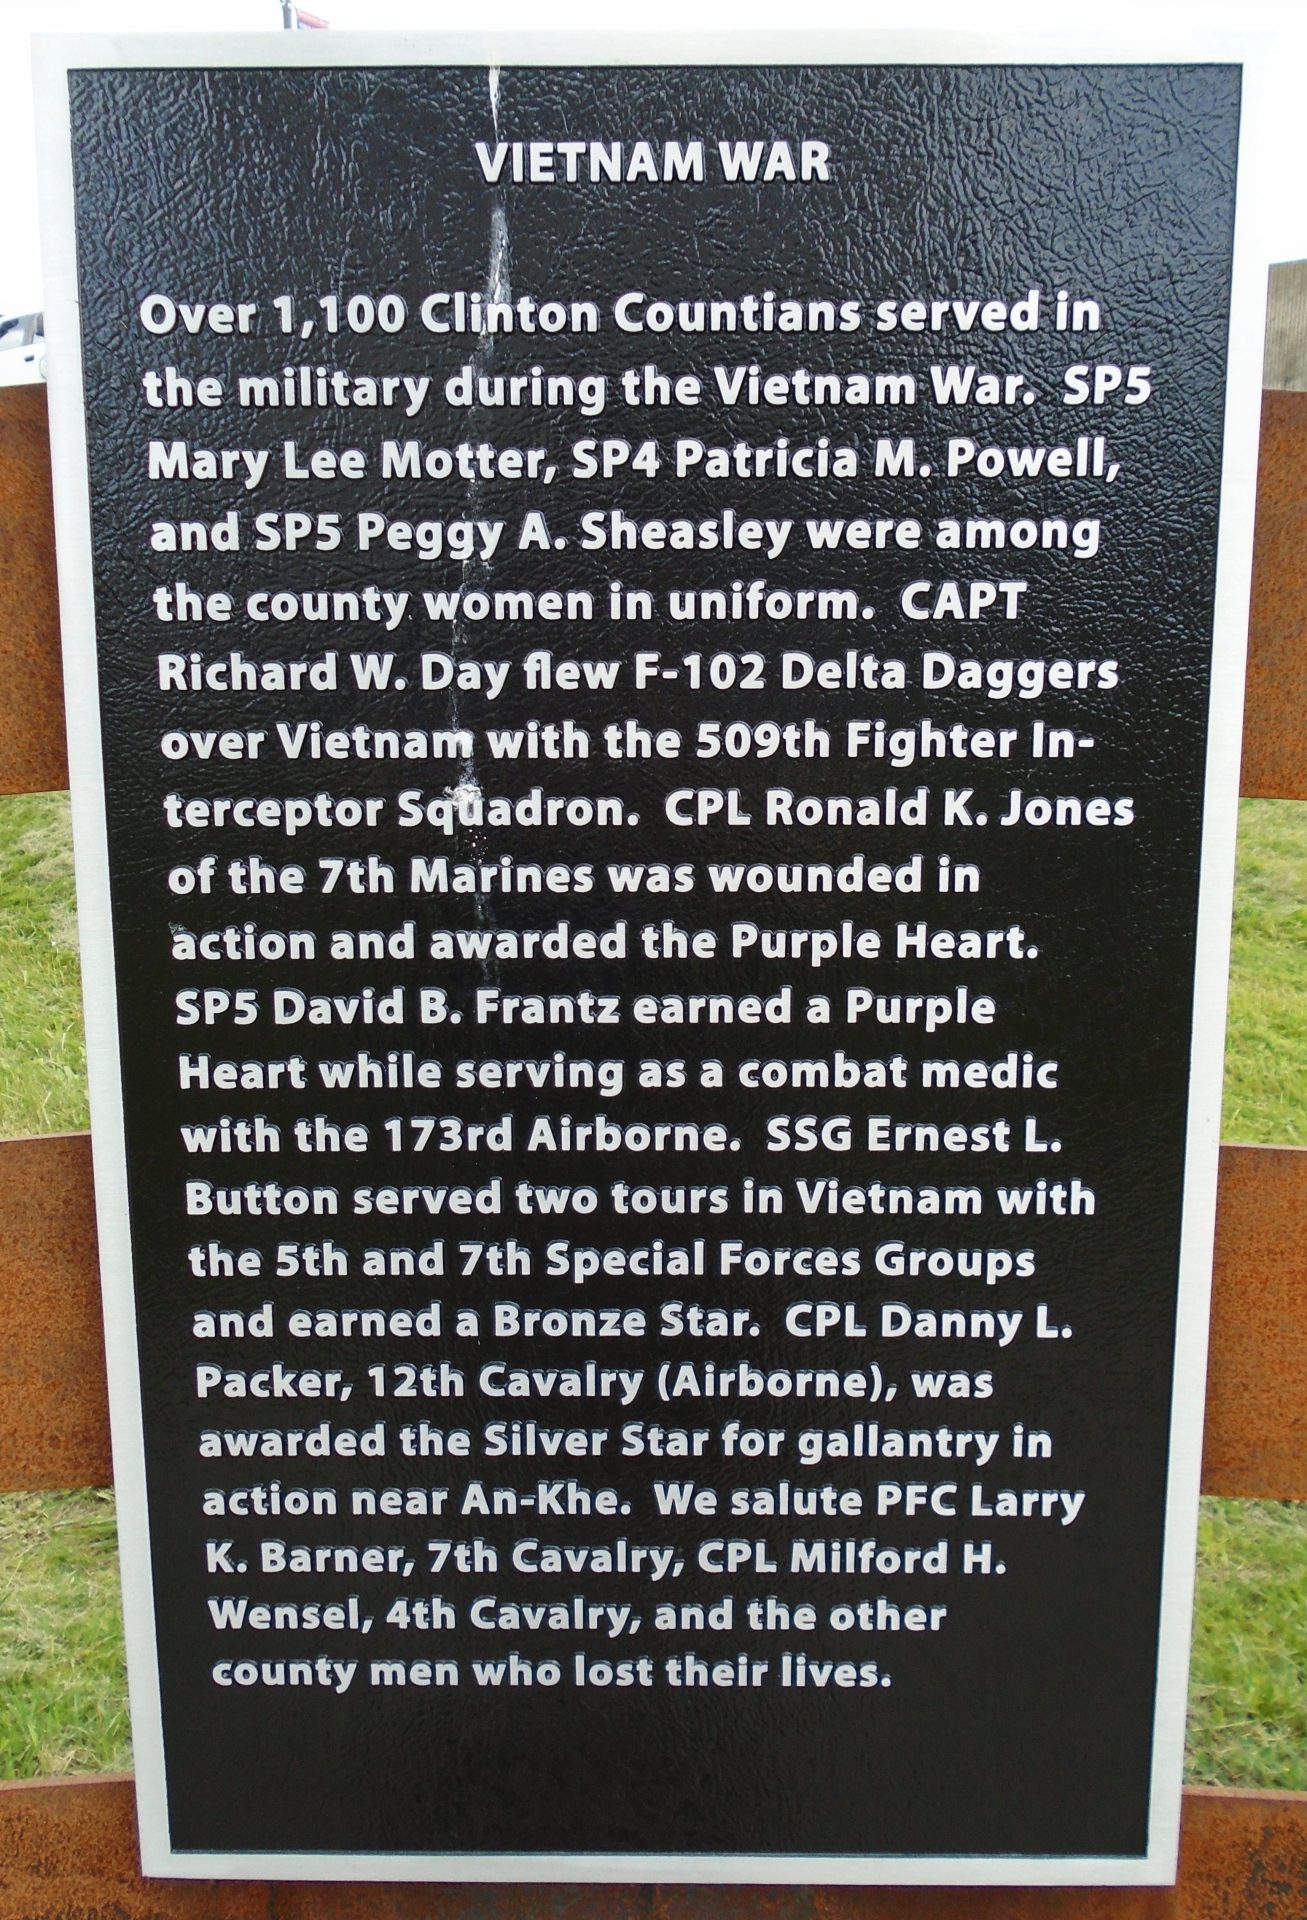 VIETNAM WAR
Over 1,100 Clinton Countians served in
the military during the Vietnam War. SP5
Mary Lee Motter, SP4 Patricia M. Powell,
and SP5 Peggy A. Sheasley were among
the county women in uniform. CAPT
Richard W. Day flew F-102 Delta Daggers
over Vietnam with the 509th Fighter In-
terceptor Squadron. CPL Ronald K. Jones
of the 7th Marines was wounded in
action and awarded the Purple Heart.
SP5 David B. Frantz earned a Purple
Heart while serving as a combat medic
with the 173rd Airborne. SSG Ernest L.
Button served two tours in Vietnam with
the 5th and 7th Special Forces Groups
and earned a Bronze Star. CPL Danny L.
Packer, 12th Cavalry (Airborne), was
awarded the Silver Star for gallantry in
action near An-Khe. We salute PFC Larry
K. Barner, 7th Cavalry, CPL Milford H.
Wensel, 4th Cavalry, and the other
county men who lost their lives.